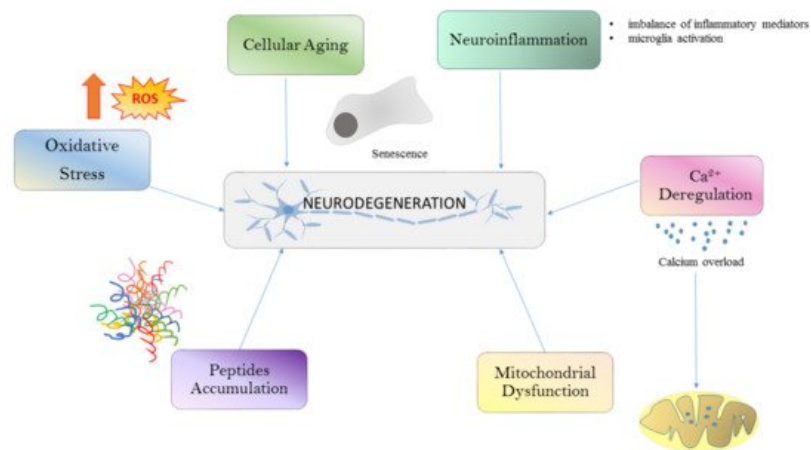 Cellular Aging
Neuroinflammation
• imbalance of inflammatory mediators
• microglia activation
ROS
Oxidative
Stress
Senescence
NEURODEGENERATION
Ca²⁺
Deregulation
Calcium overload
Peptides
Accumulation
Mitochondrial
Dysfunction